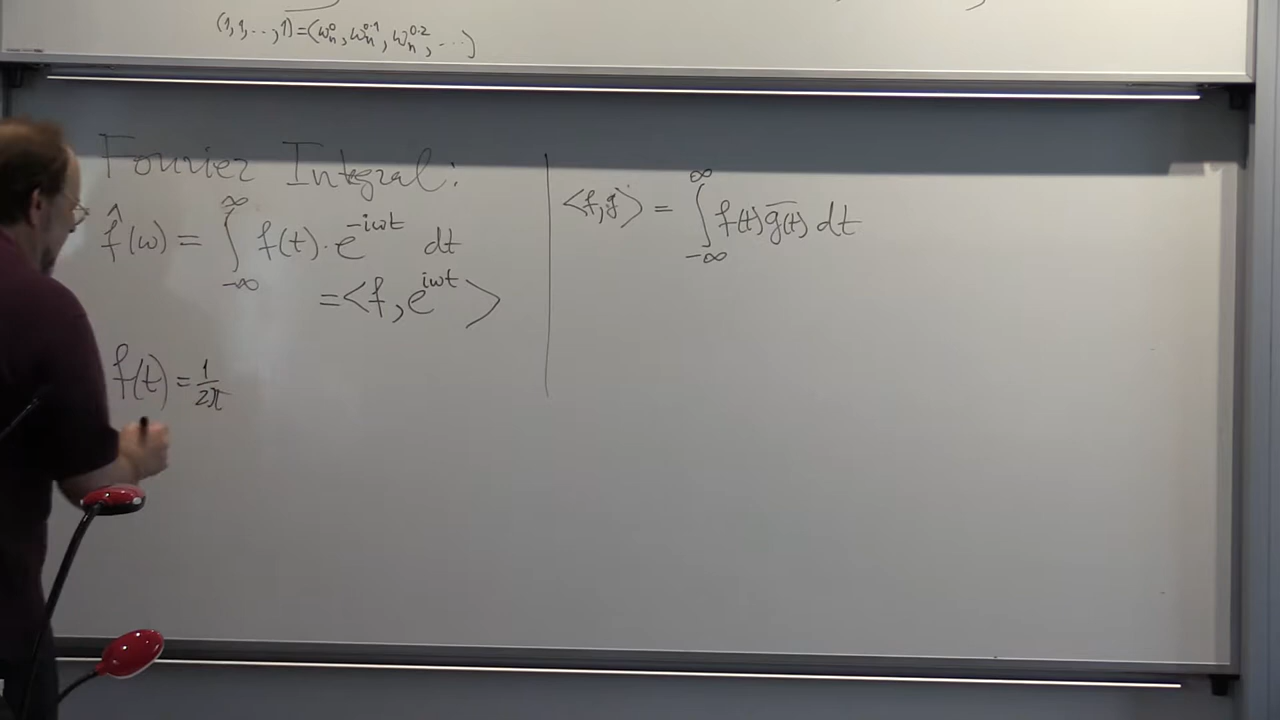 (1,1,..,1)=(ω_n^0, ω_n^{0·1}, ω_n^{0·2}, ...)
Fourier Integral:
f̂(ω) = ∫_{-∞}^{∞} f(t)·e^{-iωt} dt
=<f, e^{iωt}>
f(t) = 1/2π
<f,g> = ∫_{-∞}^{∞} f(t) g̅(t) dt